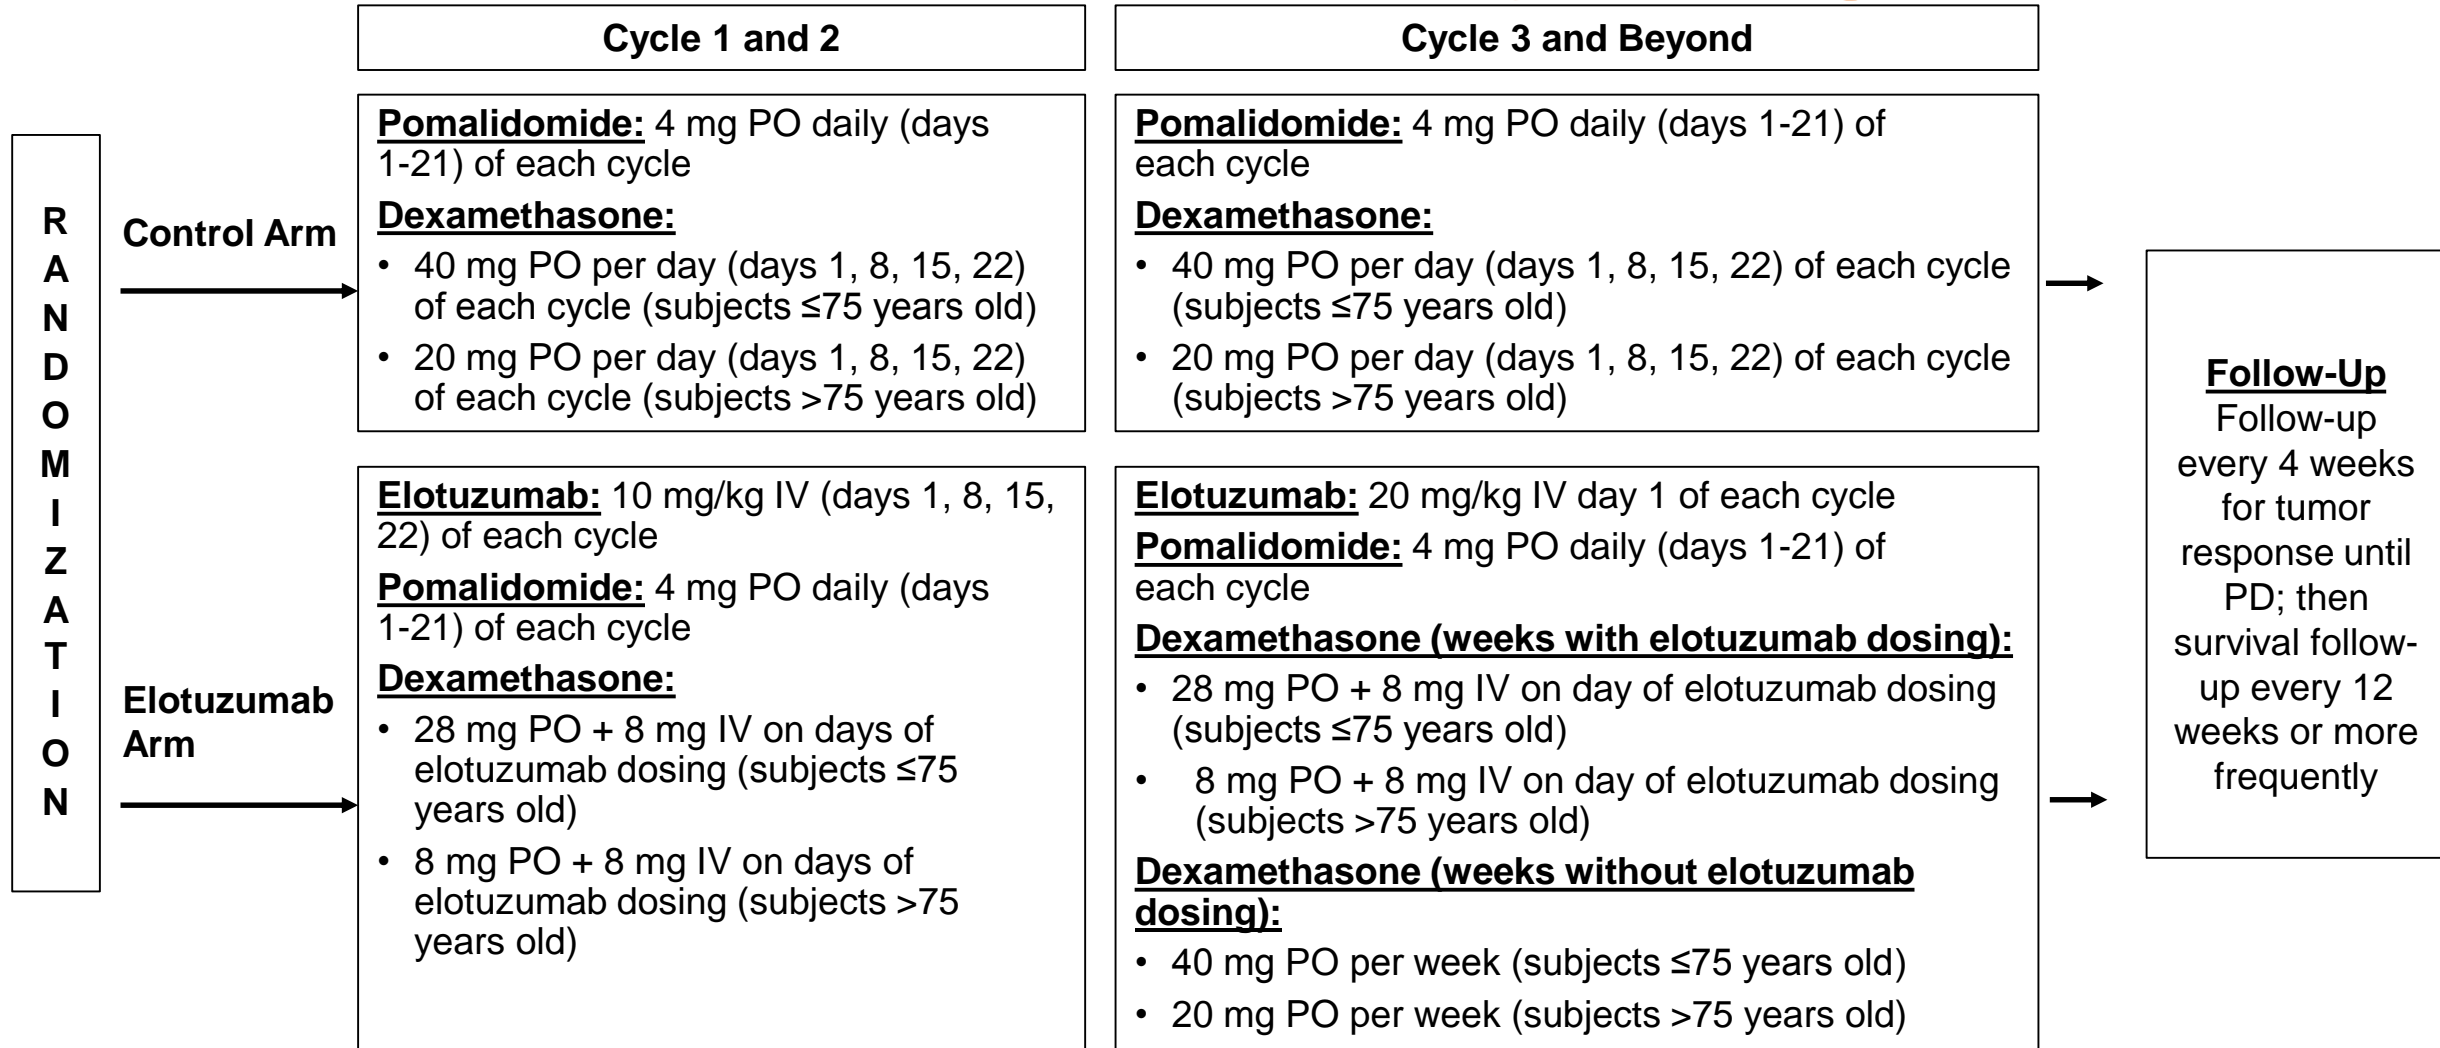 Cycle 1 and 2
Cycle 3 and Beyond
RANDOMIZATION
Control Arm
Pomalidomide: 4 mg PO daily (days
1-21) of each cycle
Dexamethasone:
• 40 mg PO per day (days 1, 8, 15, 22)
of each cycle (subjects ≤75 years old)
• 20 mg PO per day (days 1, 8, 15, 22)
of each cycle (subjects >75 years old)
Pomalidomide: 4 mg PO daily (days 1-21) of
each cycle
Dexamethasone:
• 40 mg PO per day (days 1, 8, 15, 22) of each cycle
(subjects ≤75 years old)
• 20 mg PO per day (days 1, 8, 15, 22) of each cycle
(subjects >75 years old)
Elotuzumab
Arm
Elotuzumab: 10 mg/kg IV (days 1, 8, 15,
22) of each cycle
Pomalidomide: 4 mg PO daily (days
1-21) of each cycle
Dexamethasone:
• 28 mg PO + 8 mg IV on days of
elotuzumab dosing (subjects ≤75
years old)
• 8 mg PO + 8 mg IV on days of
elotuzumab dosing (subjects >75
years old)
Elotuzumab: 20 mg/kg IV day 1 of each cycle
Pomalidomide: 4 mg PO daily (days 1-21) of
each cycle
Dexamethasone (weeks with elotuzumab dosing):
• 28 mg PO + 8 mg IV on day of elotuzumab dosing
(subjects ≤75 years old)
• 8 mg PO + 8 mg IV on day of elotuzumab dosing
(subjects >75 years old)
Dexamethasone (weeks without elotuzumab
dosing):
• 40 mg PO per week (subjects ≤75 years old)
• 20 mg PO per week (subjects >75 years old)
Follow-Up
Follow-up
every 4 weeks
for tumor
response until
PD; then
survival follow-
up every 12
weeks or more
frequently